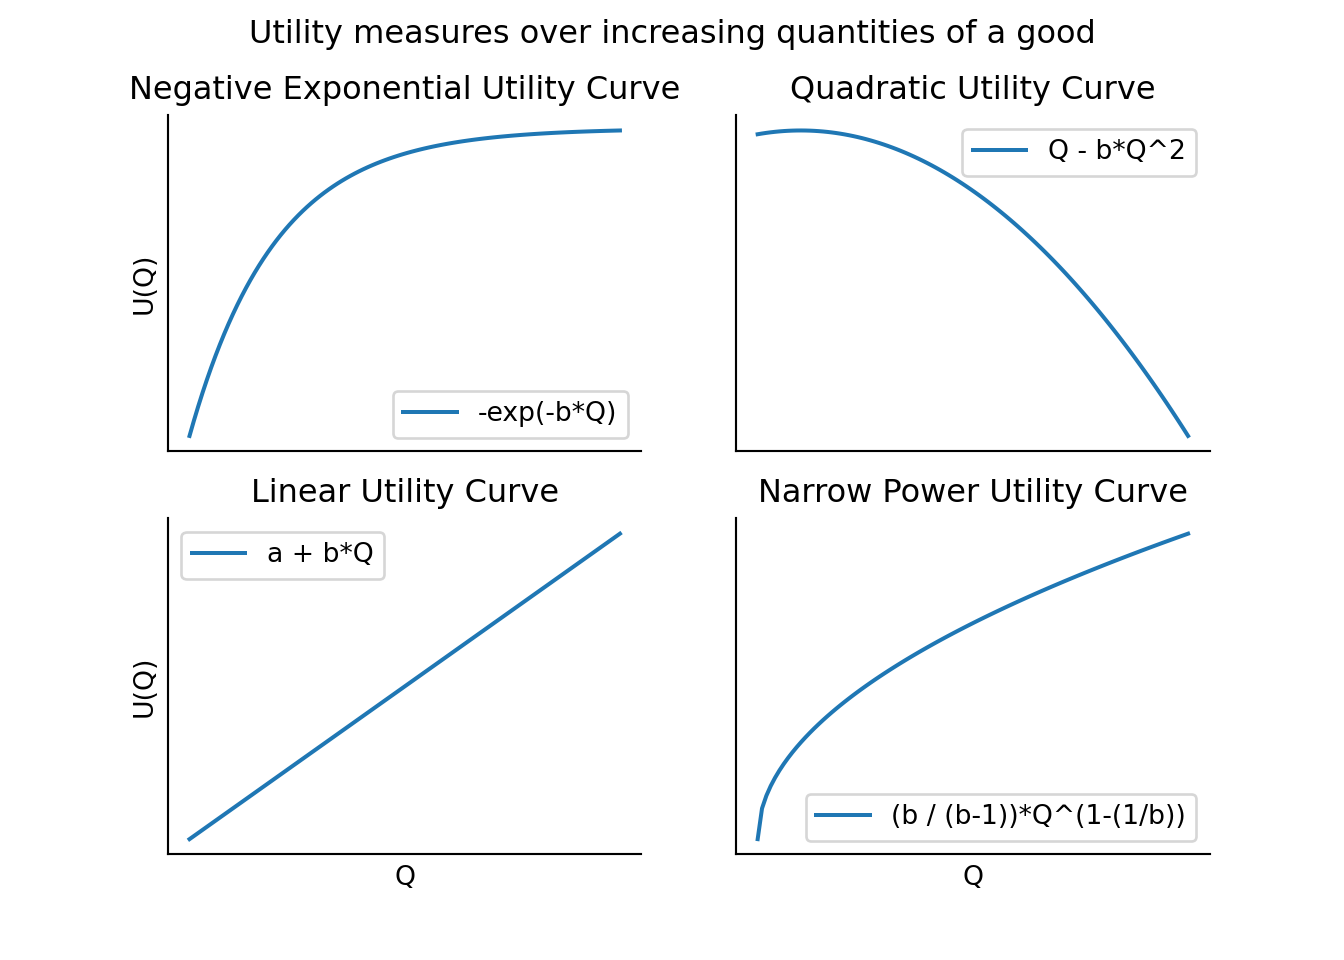 Utility measures over increasing quantities of a good
Negative Exponential Utility Curve
U(Q)
-exp(-b*Q)
Quadratic Utility Curve
Q - b*Q^2
Linear Utility Curve
a + b*Q
U(Q)
Q
Narrow Power Utility Curve
(b / (b-1))*Q^(1-(1/b))
Q